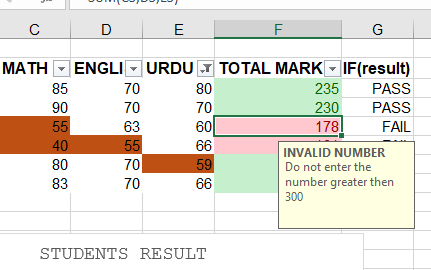 C D E F G
MATH ENGLI URDU TOTAL MARK IF(result)
85 70 80 235 PASS
90 70 70 230 PASS
55 63 60 178 FAIL
40 55 66
80 70 59
83 70 66
INVALID NUMBER
Do not enter the
number greater then
300
STUDENTS RESULT